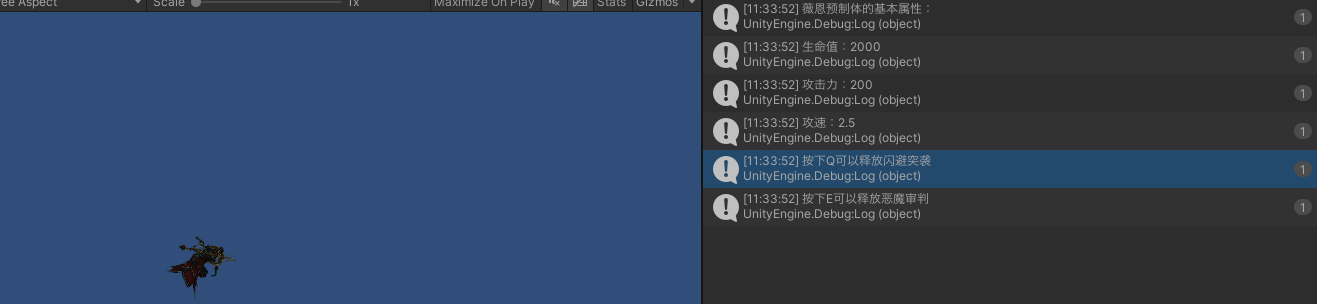 ree Aspect
Scale
1x
Maximize On Play
Stats
Gizmos
[11:33:52] 薇恩预制体的基本属性：
UnityEngine.Debug:Log (object)
1
[11:33:52] 生命值：2000
UnityEngine.Debug:Log (object)
1
[11:33:52] 攻击力：200
UnityEngine.Debug:Log (object)
1
[11:33:52] 攻速：2.5
UnityEngine.Debug:Log (object)
1
[11:33:52] 按下Q可以释放闪避突袭
UnityEngine.Debug:Log (object)
1
[11:33:52] 按下E可以释放恶魔审判
UnityEngine.Debug:Log (object)
1